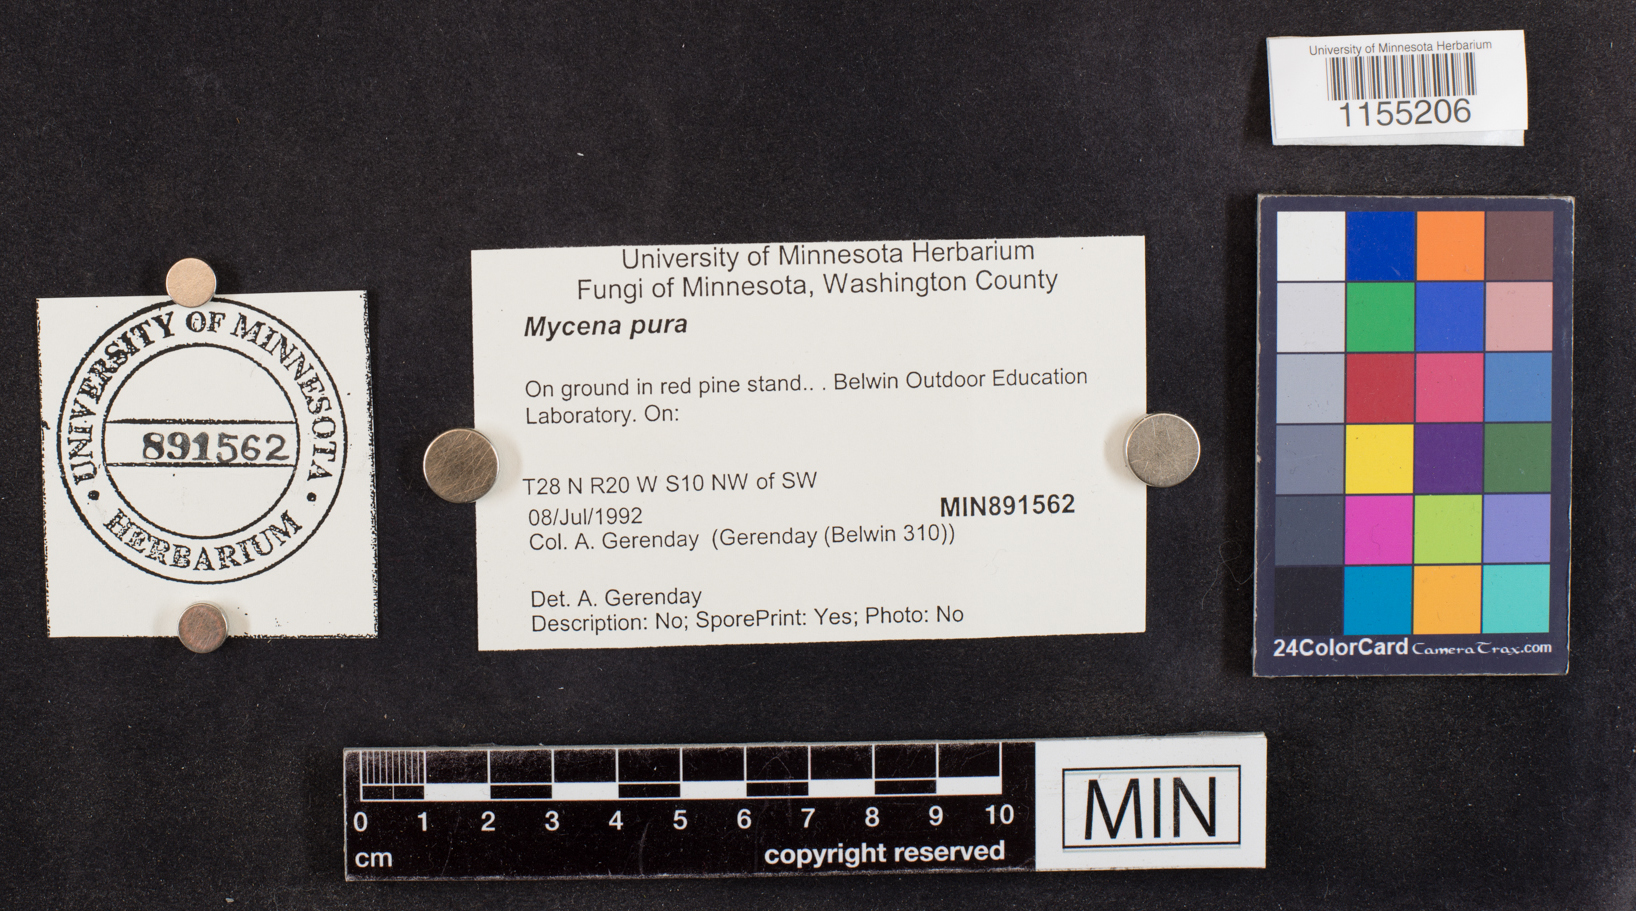 University of Minnesota Herbarium
1155206
UNIVERSITY OF MINNESOTA
891562
HERBARIUM
University of Minnesota Herbarium
Fungi of Minnesota, Washington County
Mycena pura
On ground in red pine stand.. . Belwin Outdoor Education
Laboratory. On:
T28 N R20 W S10 NW of SW
08/Jul/1992
MIN891562
Col. A. Gerenday (Gerenday (Belwin 310))
Det. A. Gerenday
Description: No; SporePrint: Yes; Photo: No
24ColorCard CameraTrax.com
0 1 2 3 4 5 6 7 8 9 10
cm
copyright reserved
MIN